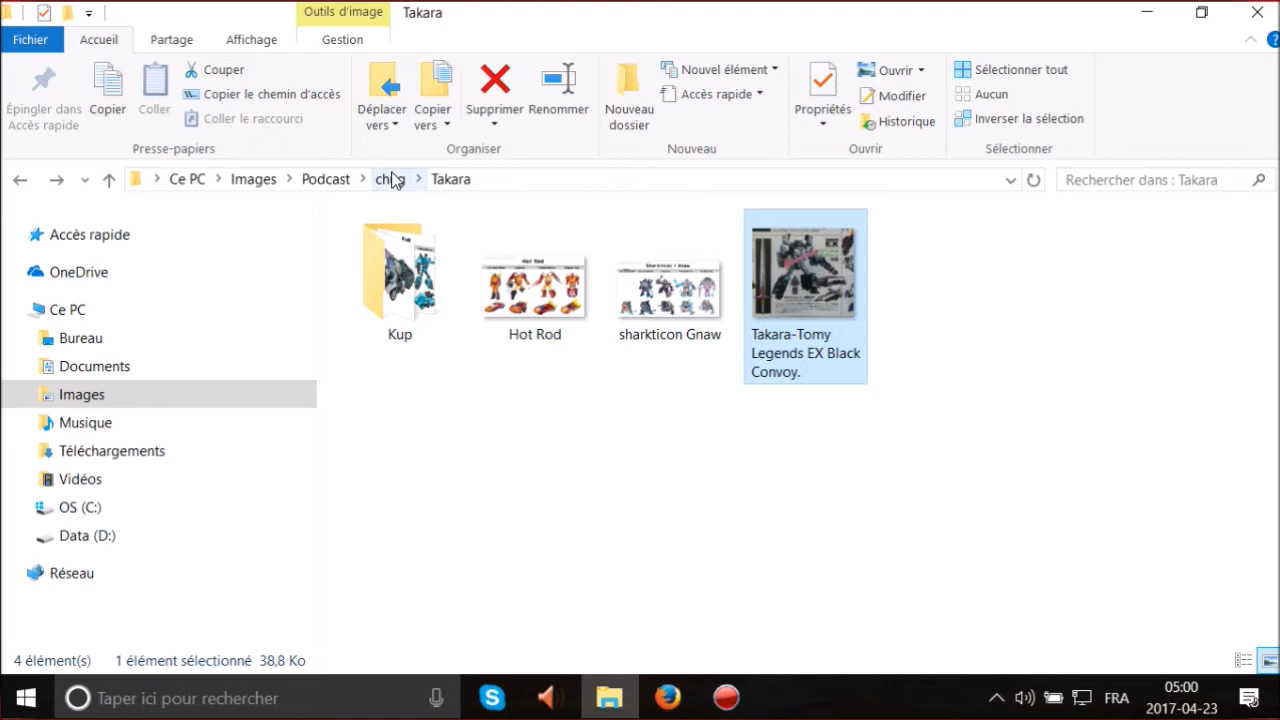 Outils d'image Takara
Fichier Accueil Partage Affichage Gestion
Épingler dans Accès rapide
Copier
Coller
Couper
Copier le chemin d'accès
Coller le raccourci
Presse-papiers
Déplacer vers
Copier vers
Supprimer
Renommer
Organiser
Nouveau dossier
Nouvel élément
Accès rapide
Nouveau
Propriétés
Ouvrir
Modifier
Historique
Ouvrir
Sélectionner tout
Aucun
Inverser la sélection
Sélectionner
Ce PC > Images > Podcast > > Takara
Rechercher dans : Takara
Accès rapide
OneDrive
Ce PC
Bureau
Documents
Images
Musique
Téléchargements
Vidéos
OS (C:)
Data (D:)
Réseau
Kup
Hot Rod
Hot Rod
Sharkticon / Gnaw
sharkticon Gnaw
EX
Takara-Tomy
Legends EX Black
Convoy.
4 élément(s) 1 élément sélectionné 38,8 Ko
Taper ici pour rechercher
FRA
05:00
2017-04-23